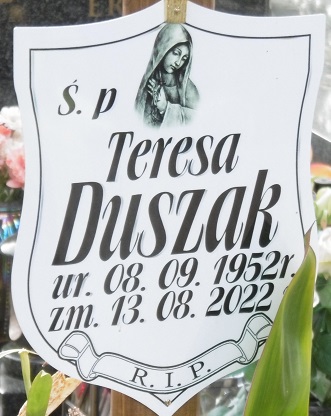 Ś. p
Teresa
Duszak
ur. 08. 09. 1952r.
zm. 13. 08. 2022
R. I. P.